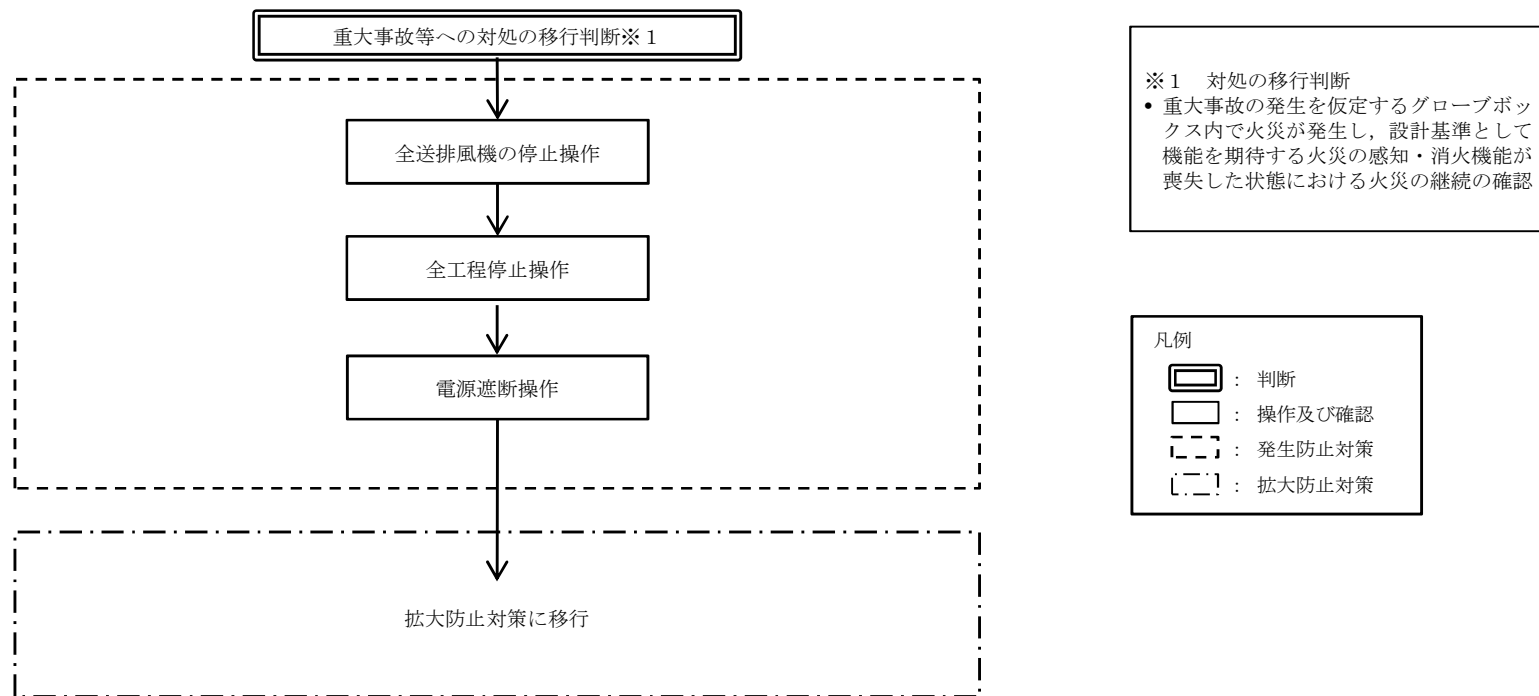 重大事故等への対処の移行判断※１
全送排風機の停止操作
全工程停止操作
電源遮断操作
拡大防止対策に移行
※１　対処の移行判断
• 重大事故の発生を仮定するグローブボッ
クス内で火災が発生し，設計基準として
機能を期待する火災の感知・消火機能が
喪失した状態における火災の継続の確認
凡例
： 判断
： 操作及び確認
： 発生防止対策
： 拡大防止対策